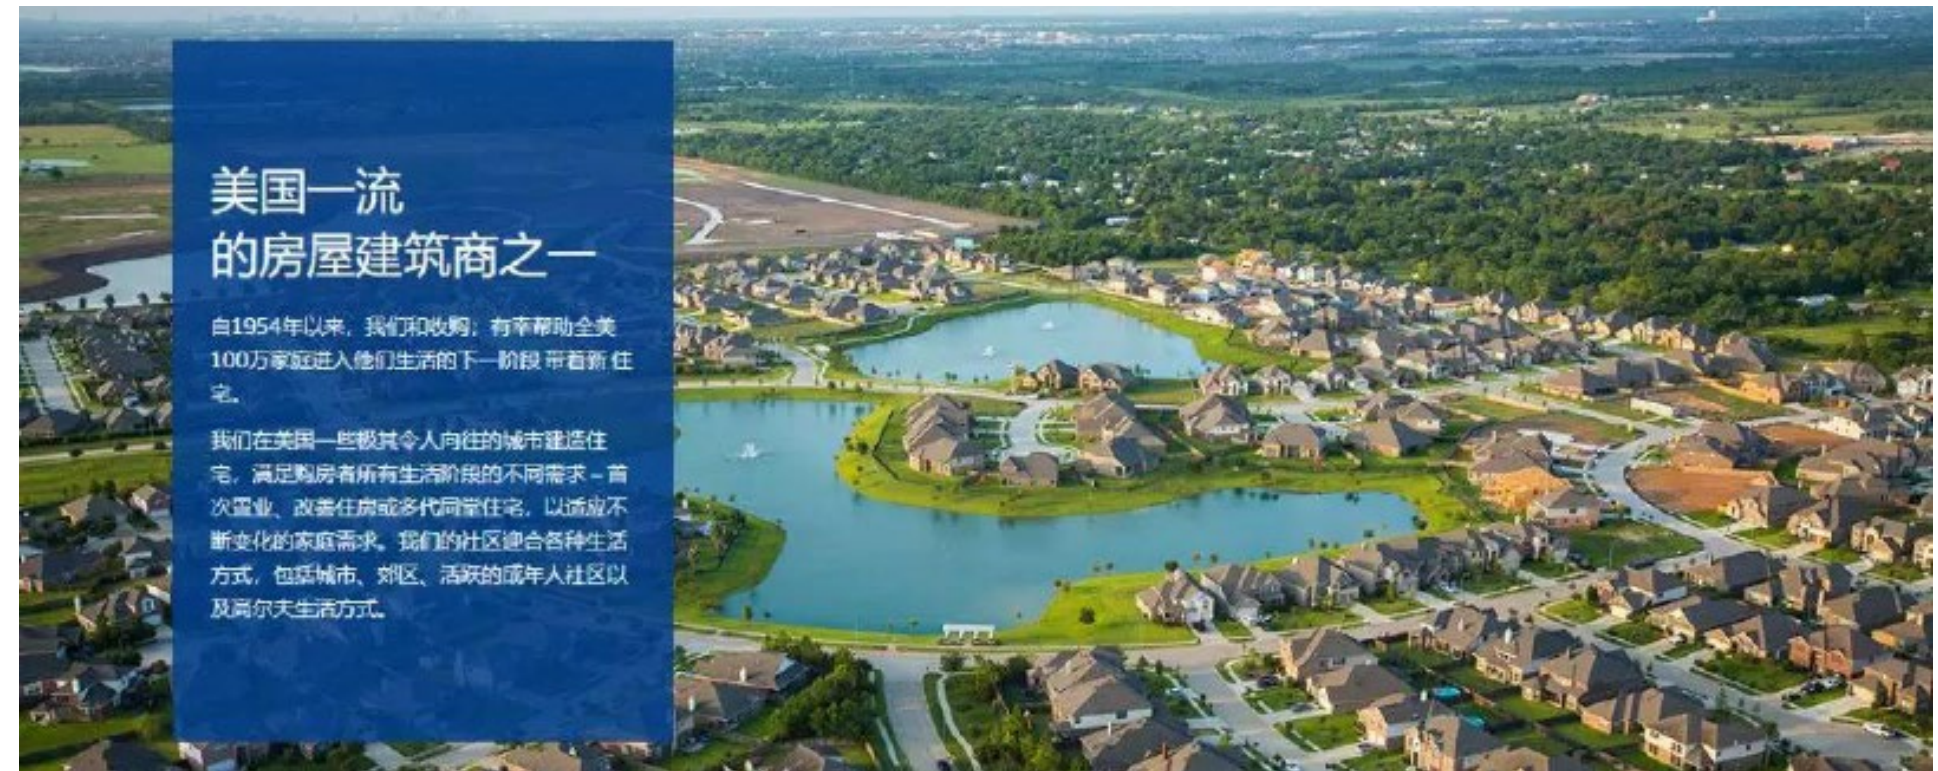 美国一流
的房屋建筑商之一
自1954年以来，我们和收购；有幸帮助全美
100万家庭进入他们生活的下一阶段 带着新 住
宅。
我们在美国一些极其令人向往的城市建造住
宅，满足购房者所有生活阶段的不同需求 – 首
次置业、改善住房或多代同堂住宅，以适应不
断变化的家庭需求。我们的社区迎合各种生活
方式，包括城市、郊区、活跃的成年人社区以
及高尔夫生活方式。